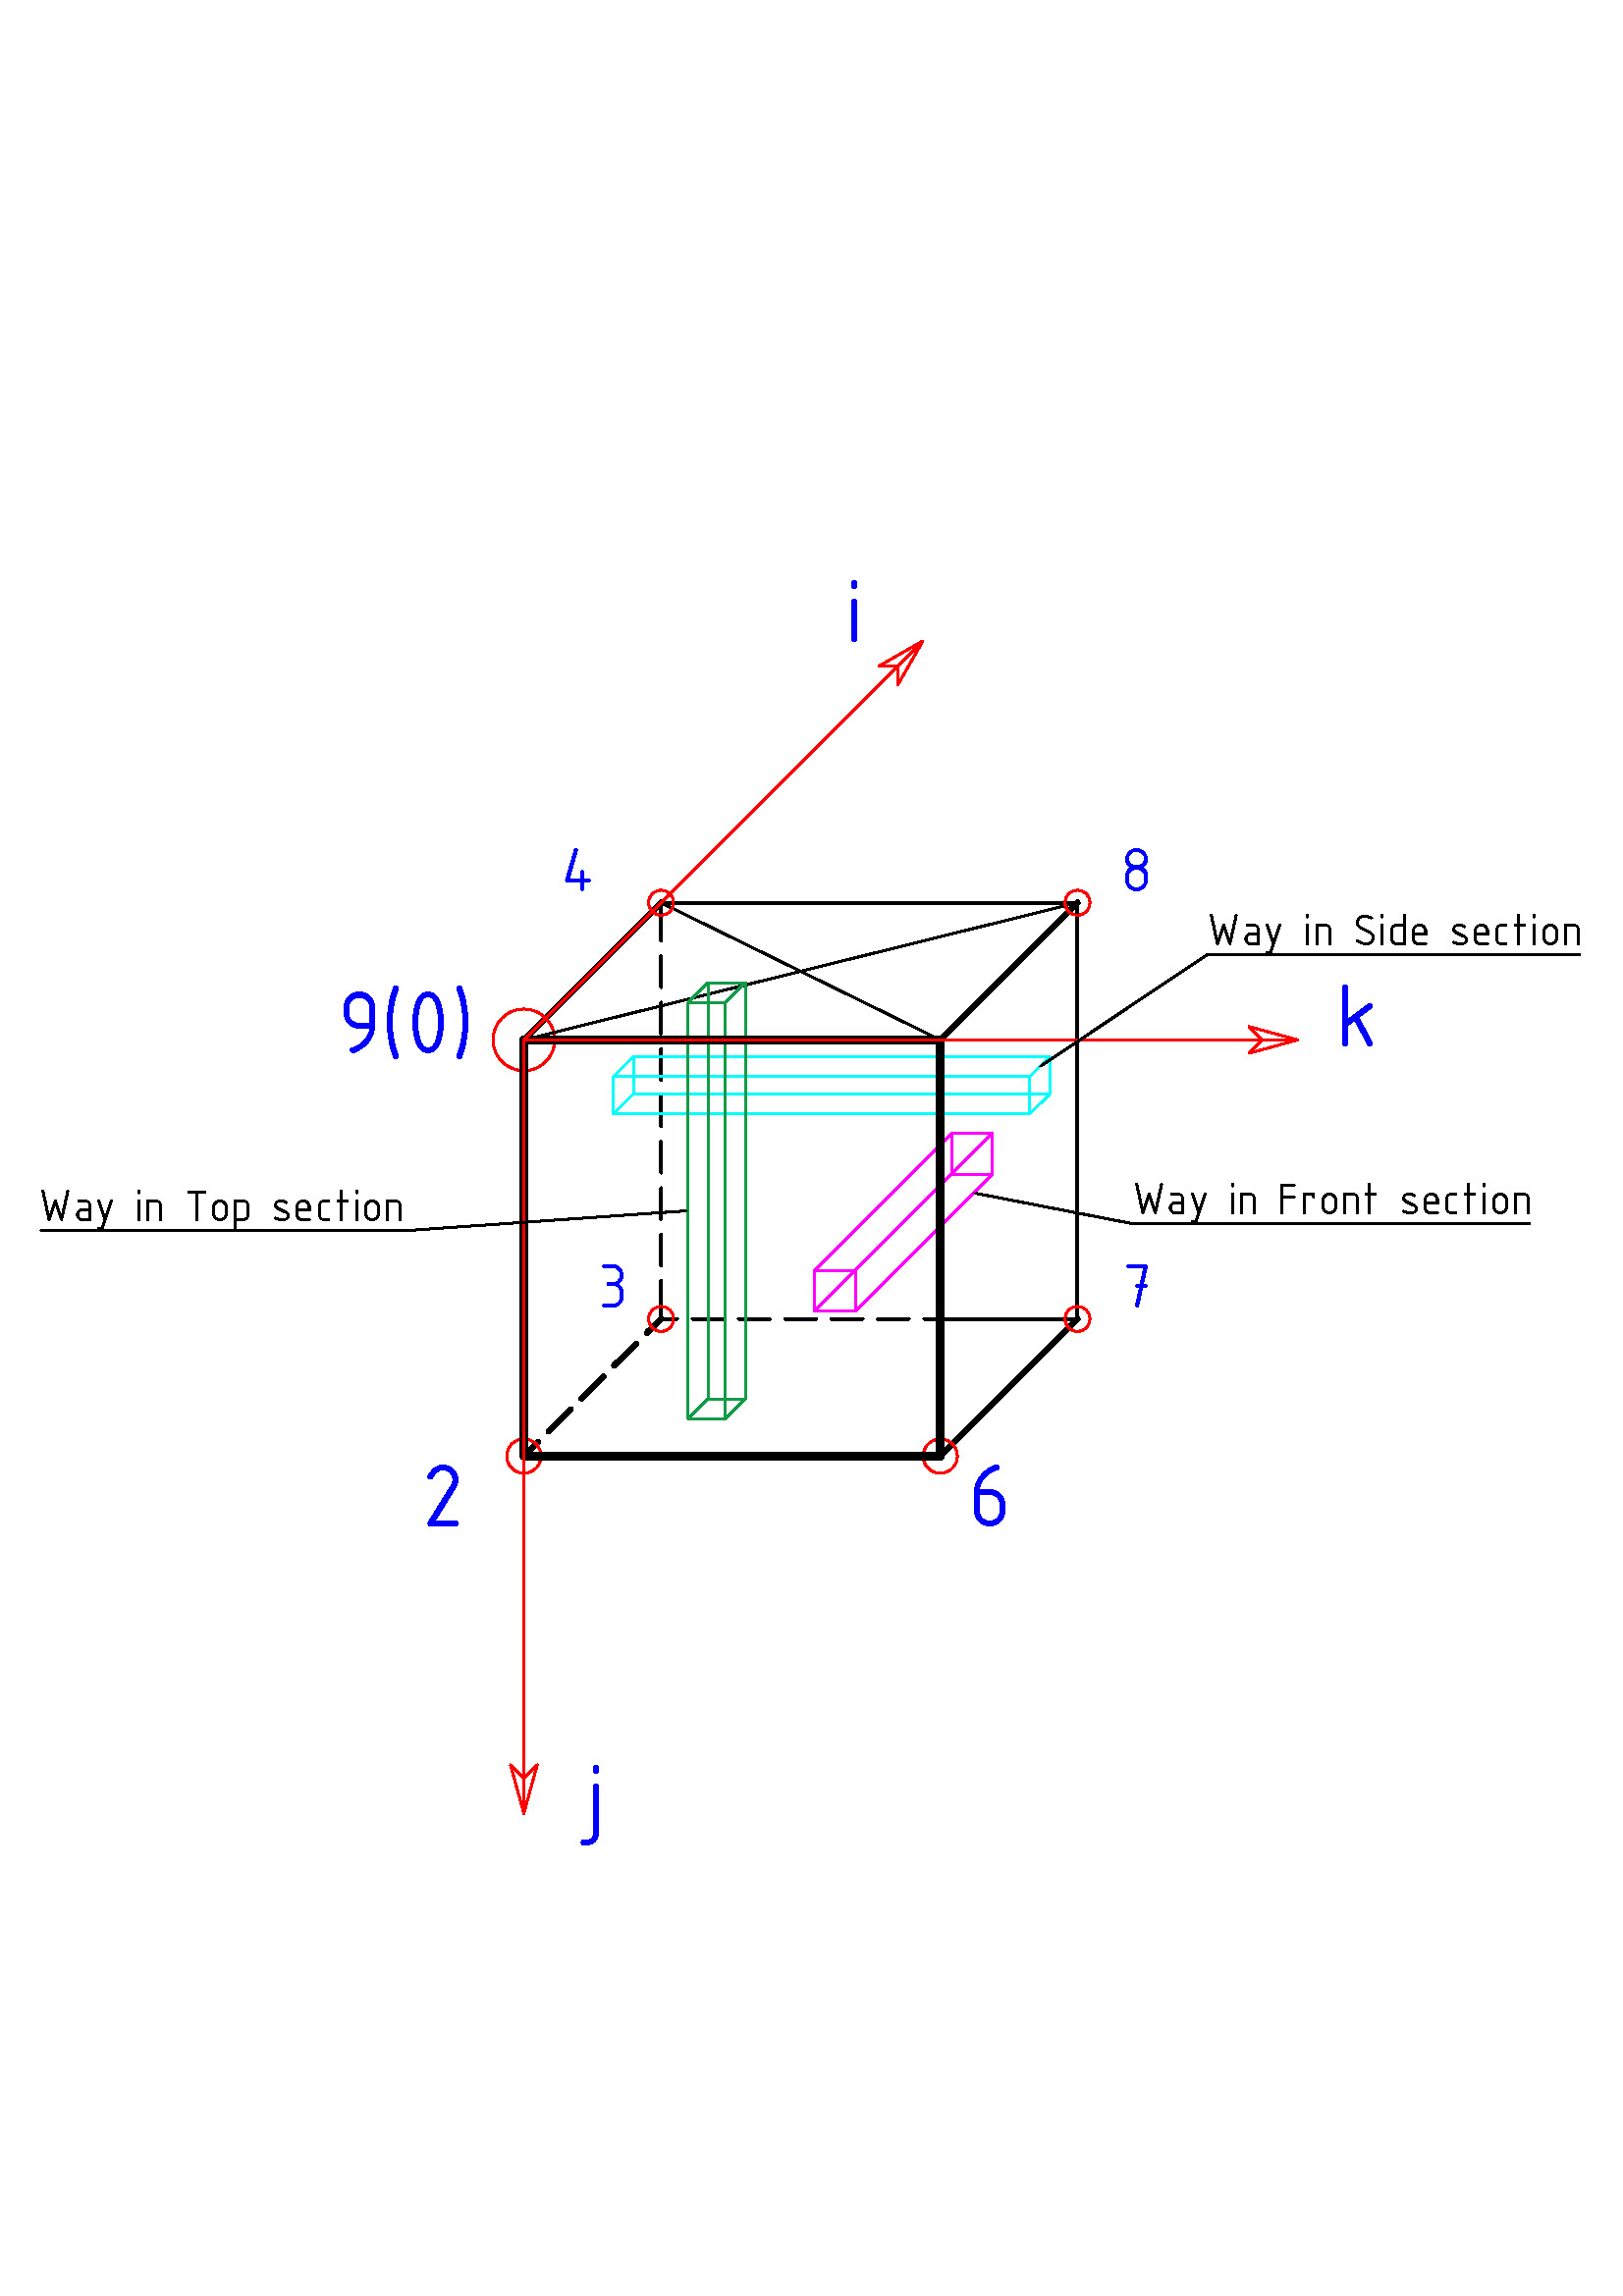 i
4
8
Way in Side section
9(0)
k
Way in Top section
Way in Front section
3
7
2
6
j